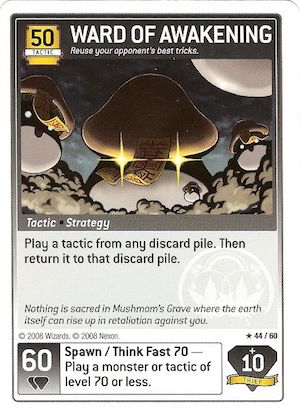 50
TACTIC
WARD OF AWAKENING
Reuse your opponent's best tricks.
Tactic • Strategy
Play a tactic from any discard pile. Then
return it to that discard pile.
Nothing is sacred in Mushmom's Grave where the earth
itself can rise up in retaliation against you.
© 2008 Wizards. © 2008 Nexon.
★ 44 / 60
60
Spawn / Think Fast 70 —
Play a monster or tactic of
level 70 or less.
10
THIEF